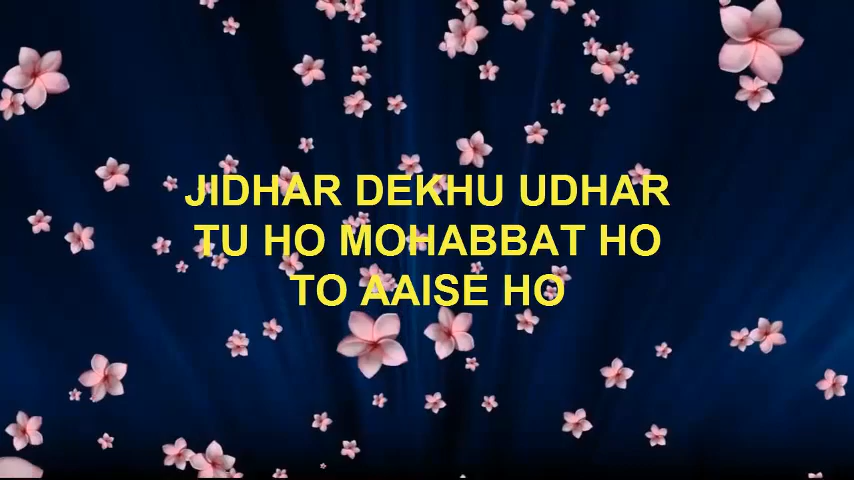 JIDHAR DEKHU UDHAR
TU HO MOHABBAT HO
TO AAISE HO